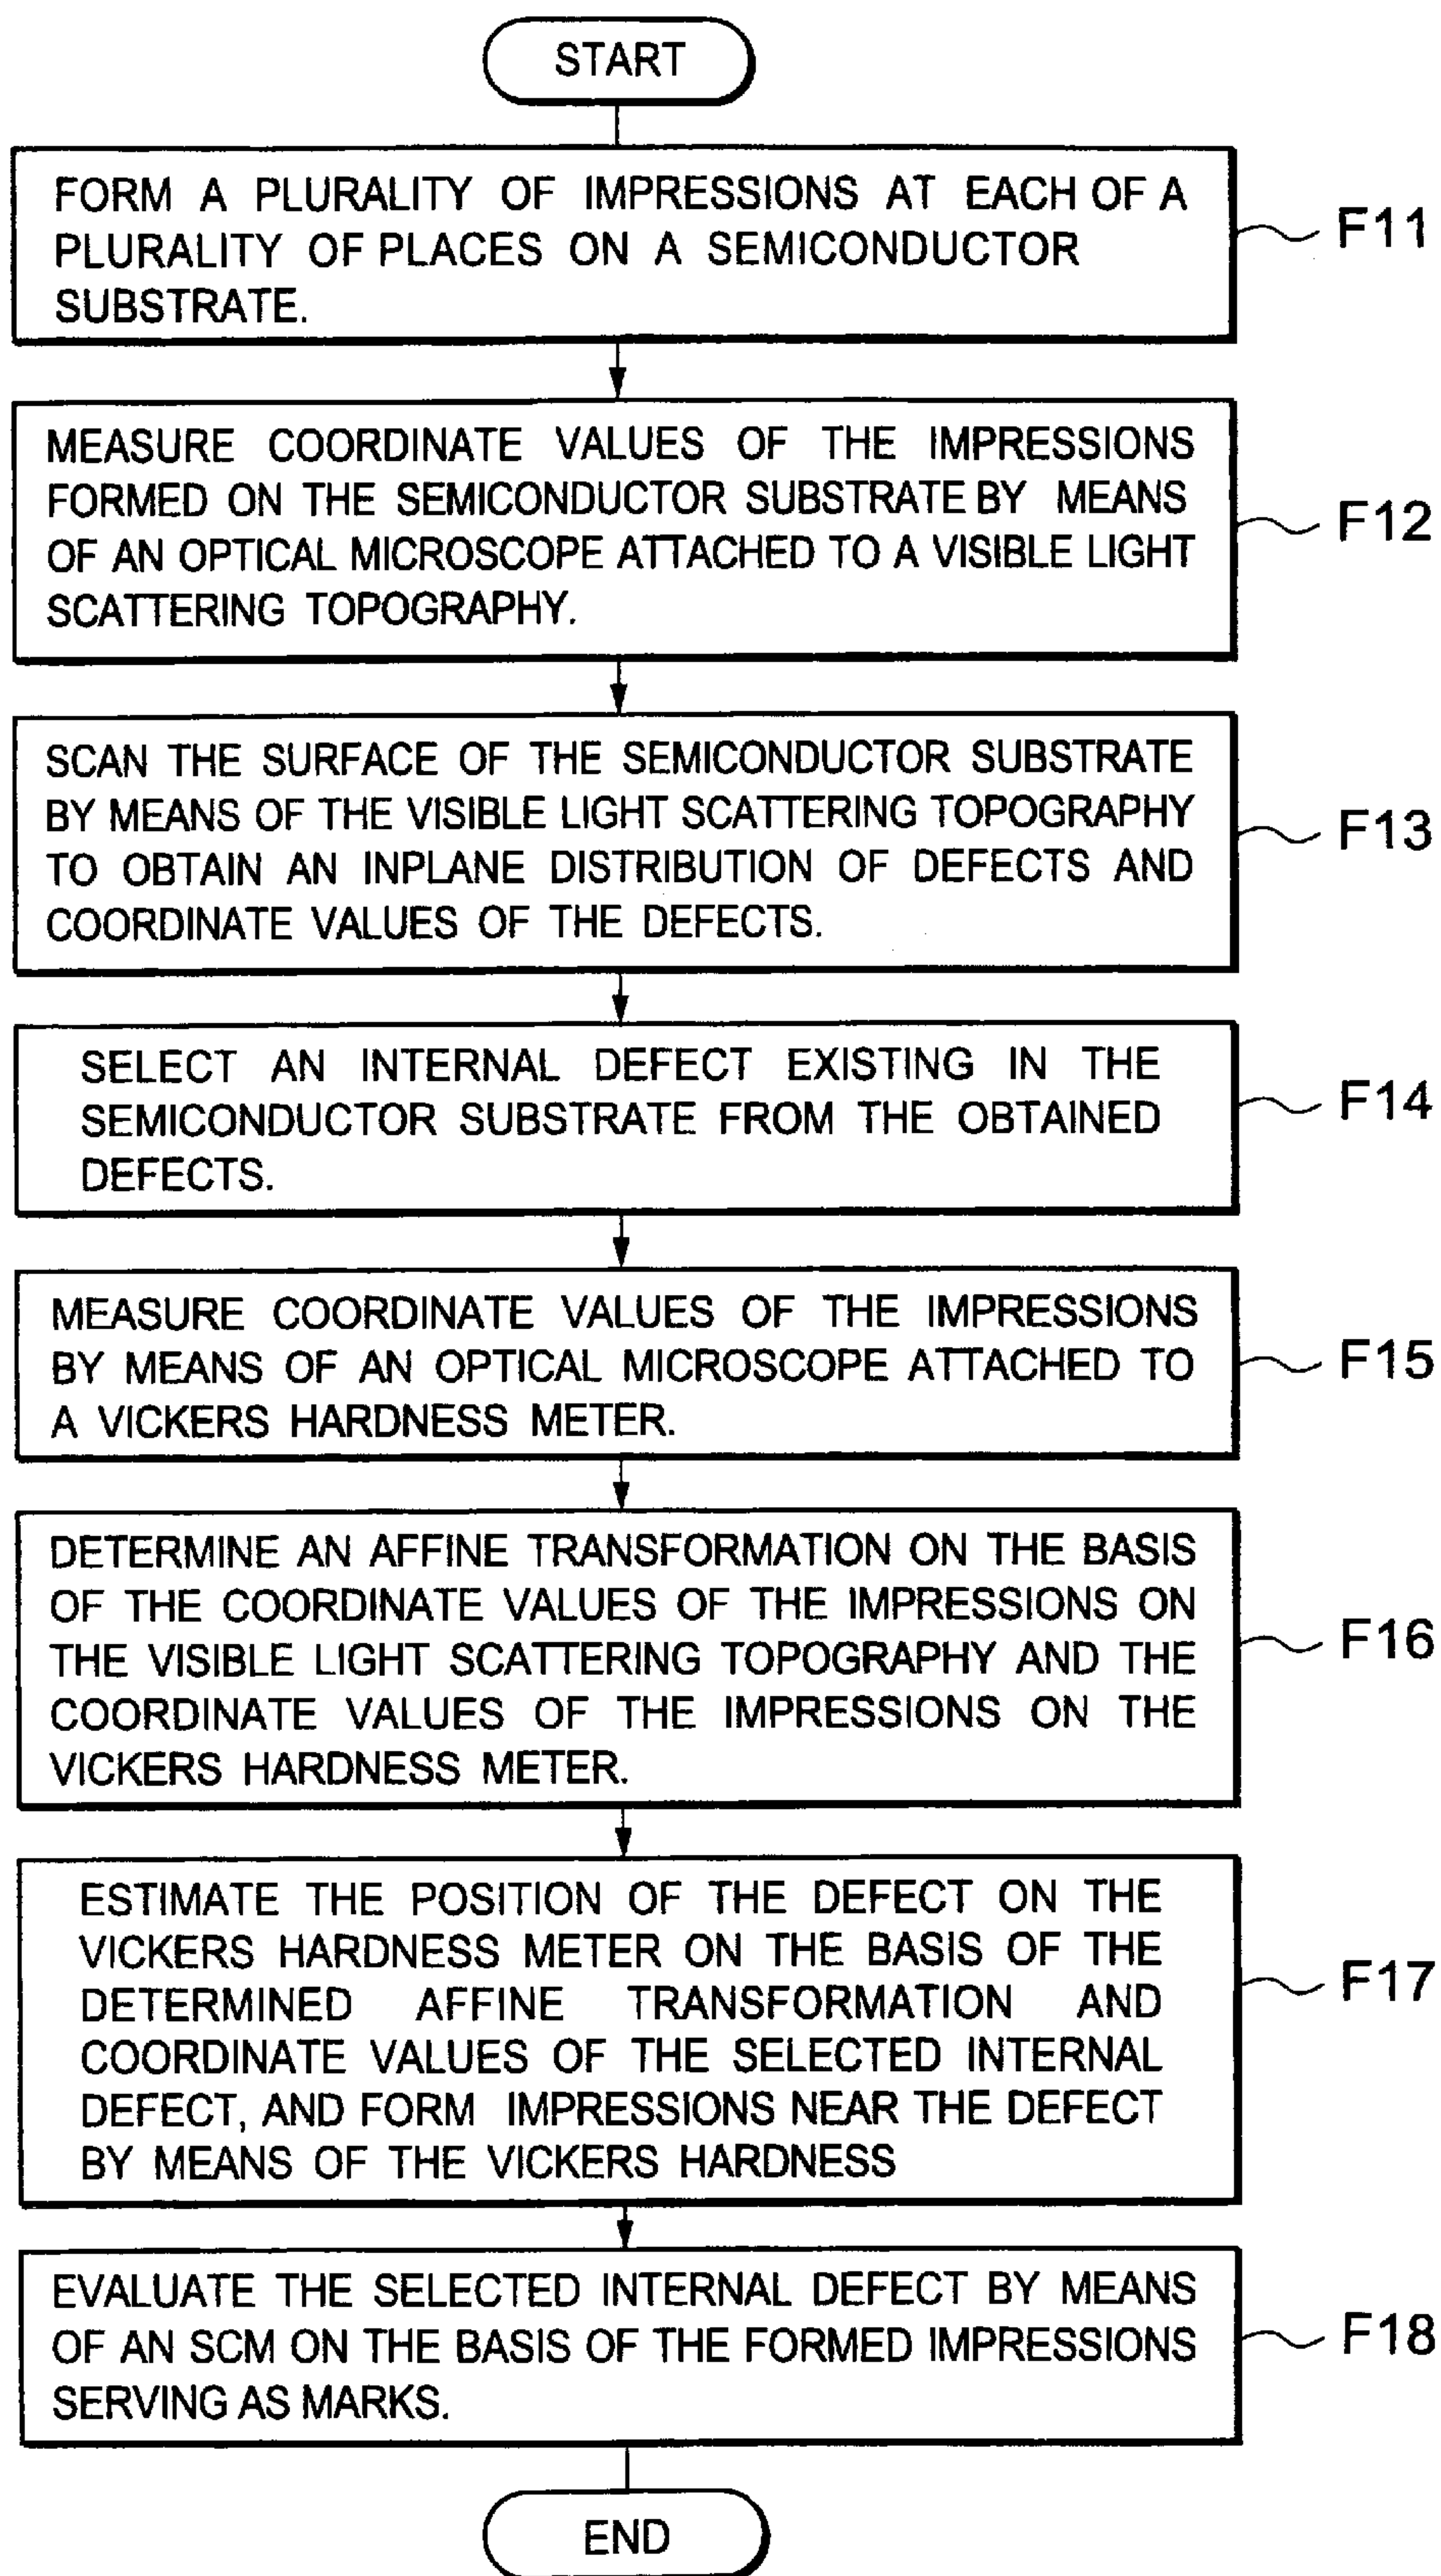 START
FORM A PLURALITY OF IMPRESSIONS AT EACH OF A
PLURALITY OF PLACES ON A SEMICONDUCTOR
SUBSTRATE.
F11
MEASURE COORDINATE VALUES OF THE IMPRESSIONS
FORMED ON THE SEMICONDUCTOR SUBSTRATE BY MEANS
OF AN OPTICAL MICROSCOPE ATTACHED TO A VISIBLE LIGHT
SCATTERING TOPOGRAPHY.
F12
SCAN THE SURFACE OF THE SEMICONDUCTOR SUBSTRATE
BY MEANS OF THE VISIBLE LIGHT SCATTERING TOPOGRAPHY
TO OBTAIN AN INPLANE DISTRIBUTION OF DEFECTS AND
COORDINATE VALUES OF THE DEFECTS.
F13
SELECT AN INTERNAL DEFECT EXISTING IN THE
SEMICONDUCTOR SUBSTRATE FROM THE OBTAINED
DEFECTS.
F14
MEASURE COORDINATE VALUES OF THE IMPRESSIONS
BY MEANS OF AN OPTICAL MICROSCOPE ATTACHED TO
A VICKERS HARDNESS METER.
F15
DETERMINE AN AFFINE TRANSFORMATION ON THE BASIS
OF THE COORDINATE VALUES OF THE IMPRESSIONS ON
THE VISIBLE LIGHT SCATTERING TOPOGRAPHY AND THE
COORDINATE VALUES OF THE IMPRESSIONS ON THE
VICKERS HARDNESS METER.
F16
ESTIMATE THE POSITION OF THE DEFECT ON THE
VICKERS HARDNESS METER ON THE BASIS OF THE
DETERMINED AFFINE TRANSFORMATION AND
COORDINATE VALUES OF THE SELECTED INTERNAL
DEFECT, AND FORM IMPRESSIONS NEAR THE DEFECT
BY MEANS OF THE VICKERS HARDNESS
F17
EVALUATE THE SELECTED INTERNAL DEFECT BY MEANS
OF AN SCM ON THE BASIS OF THE FORMED IMPRESSIONS
SERVING AS MARKS.
F18
END